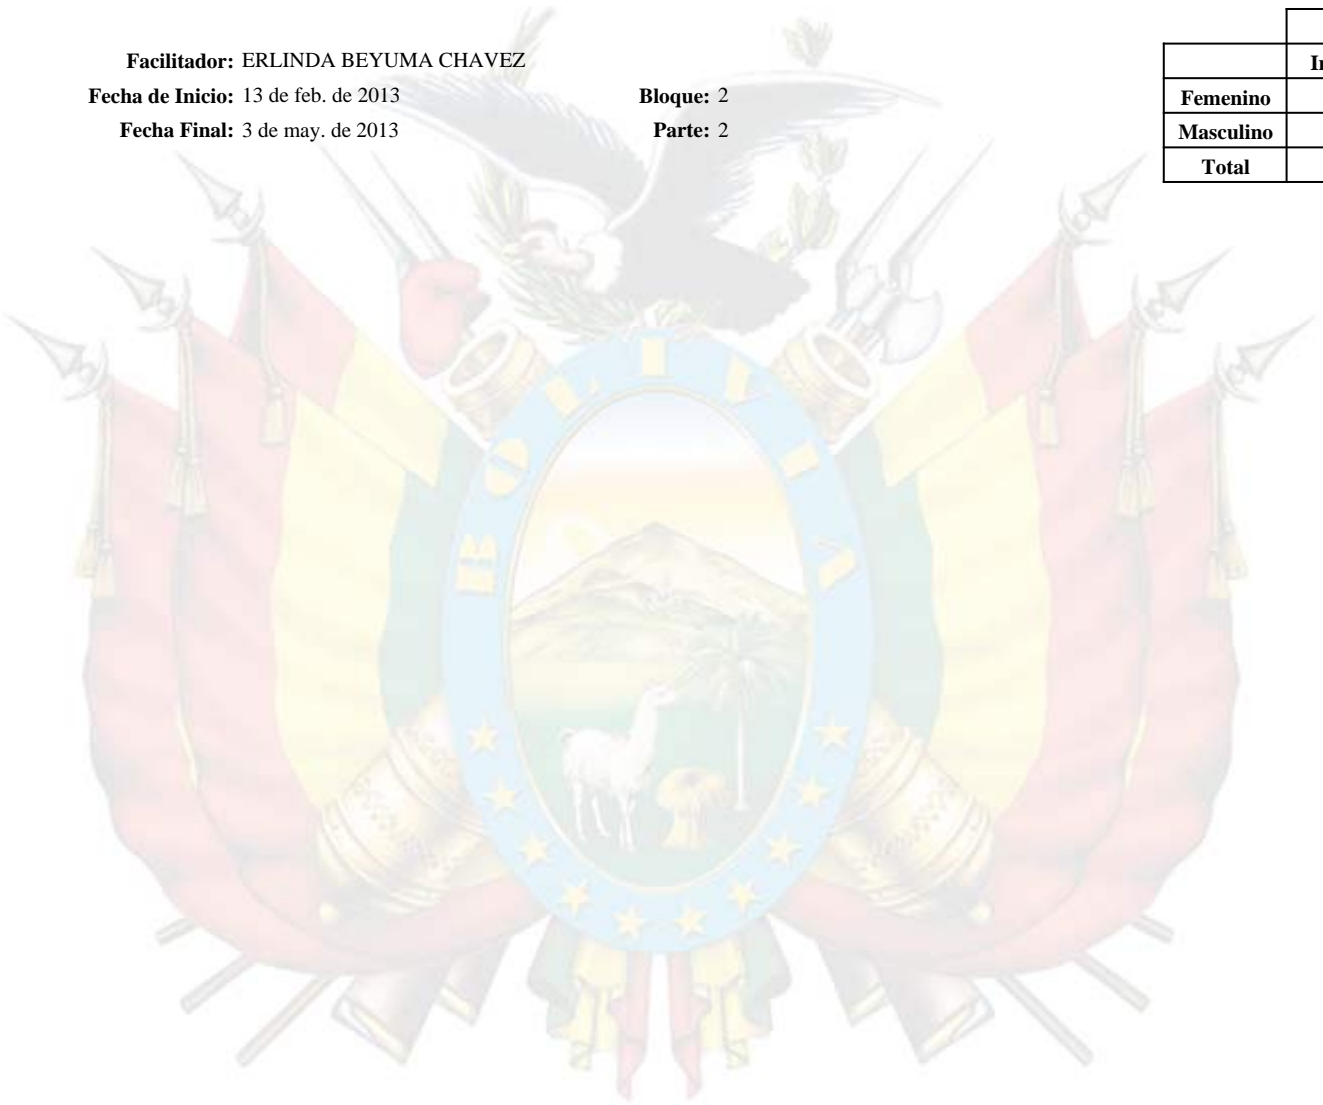 Facilitador: ERLINDA BEYUMA CHAVEZ
Fecha de Inicio: 13 de feb. de 2013 Bloque: 2
Fecha Final: 3 de may. de 2013 Parte: 2
Femenino
Masculino
Total
BOLIVIA